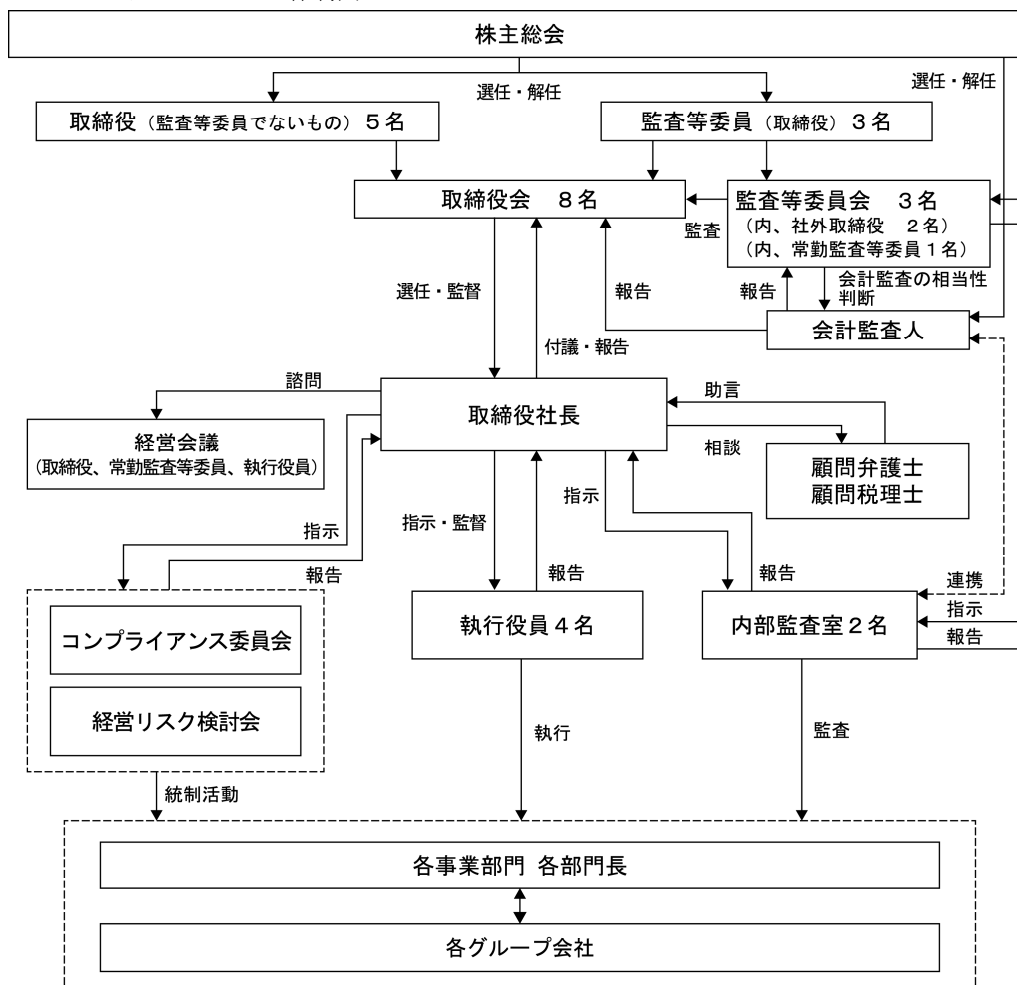 株主総会
選任・解任
選任・解任
取締役（監査等委員でないもの）５名
監査等委員（取締役）３名
取締役会　８名
監査
監査等委員会　３名
（内、社外取締役　２名）
（内、常勤監査等委員１名）
選任・監督
報告
報告
会計監査の相当性
判断
付議・報告
会計監査人
諮問
取締役社長
助言
相談
経営会議
（取締役、常勤監査等委員、執行役員）
顧問弁護士
顧問税理士
指示
報告
指示・監督
報告
指示
報告
連携
指示
報告
コンプライアンス委員会
経営リスク検討会
執行役員４名
内部監査室２名
統制活動
執行
監査
各事業部門 各部門長
各グループ会社